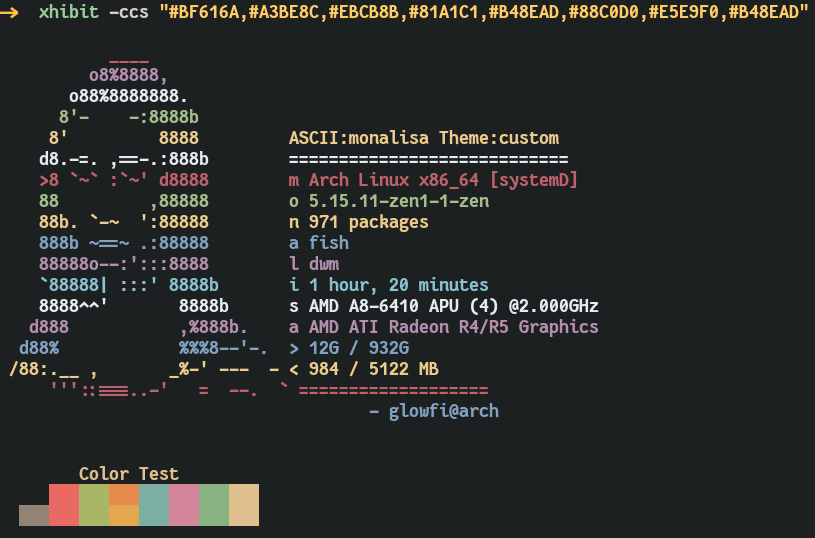 → xhibit -ccs "#BF616A,#A3BE8C,#EBCB8B,#81A1C1,#B48EAD,#88C0D0,#E5E9F0,#B48EAD"
          ____
        o8%8888,
      o88%8888888.
     8'-    -:8888b
    8'         8888        ASCII:monalisa Theme:custom
   d8.-=. ,==-.:888b       ============================
   >8 `~` :`~' d8888       m Arch Linux x86_64 [systemD]
   88         ,88888       o 5.15.11-zen1-1-zen
   88b. `-~  ':88888       n 971 packages
   888b ~==~ .:88888       a fish
   88888o--:':::8888       l dwm
   `88888| :::' 8888b      i 1 hour, 20 minutes
   8888^^'       8888b     s AMD A8-6410 APU (4) @2.000GHz
  d888           ,%888b.   a AMD ATI Radeon R4/R5 Graphics
 d88%            %%%8--'-.  > 12G / 932G
/88:.__ ,       _%-' ---  - < 984 / 5122 MB
    '''::===..-'   =  --.  ` ===================
                                   - glowfi@arch
      Color Test